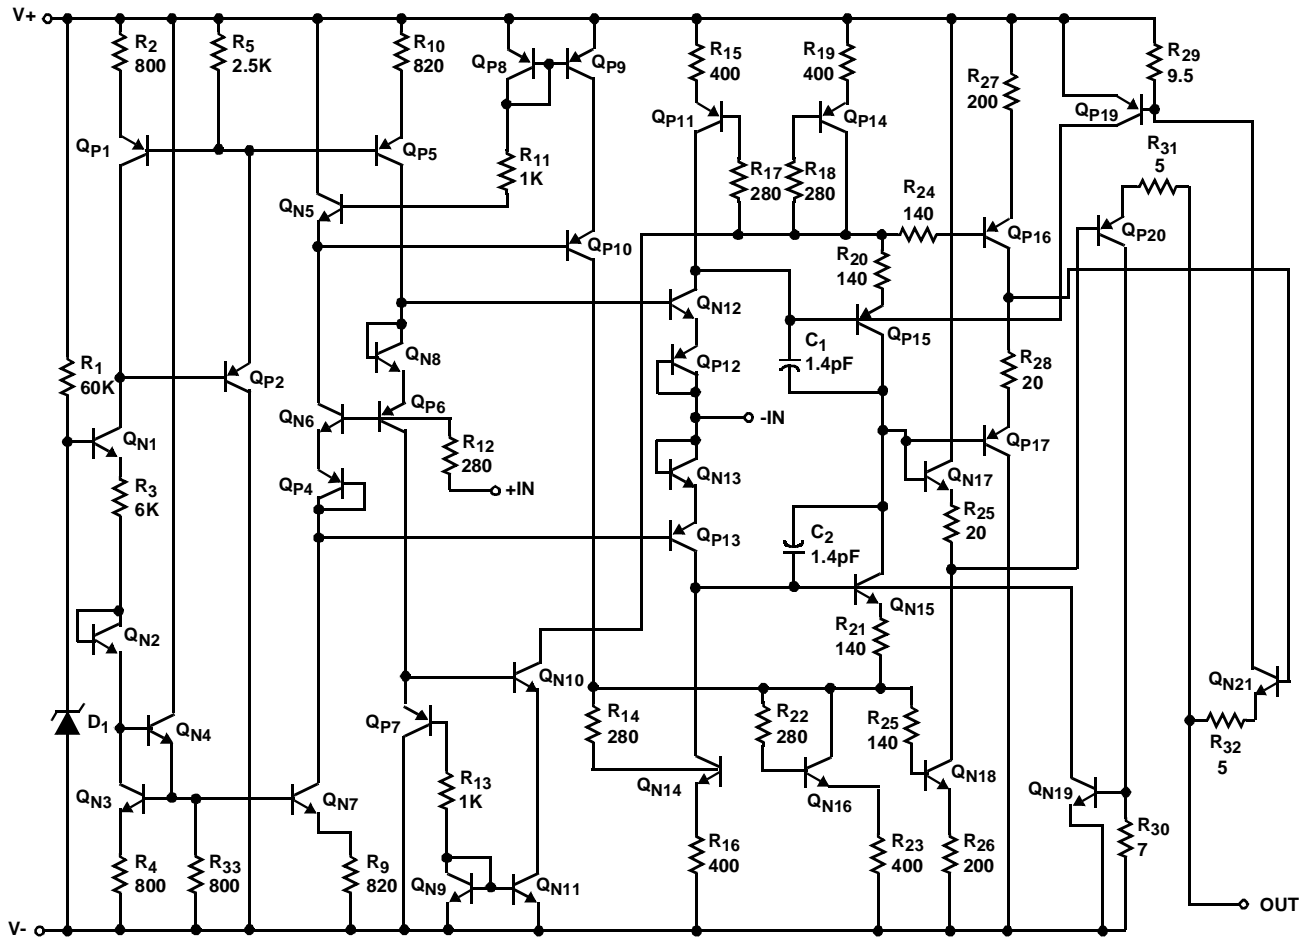 V+
R2
800
R5
2.5K
R10
820
QP8
QP9
R15
400
R19
400
R27
200
R29
9.5
QP19
QP1
QP5
QP11
QP14
R31
5
R11
1K
R17
280
R18
280
R24
140
QN5
QP10
QP16
QP20
R20
140
QN12
QP15
C1
1.4pF
R1
60K
QP2
QN8
QP12
R28
20
QN6
QP6
-IN
QN1
R12
280
QP17
QP4
+IN
QN13
QN17
R3
6K
R25
20
QP13
C2
1.4pF
QN15
QN2
R21
140
QN10
QN21
D1
QN4
QP7
R14
280
R22
280
R25
140
R32
5
QN3
QN7
R13
1K
QN14
QN16
QN18
QN19
R4
800
R33
800
R9
820
R16
400
R23
400
R26
200
R30
7
QN9
QN11
OUT
V-